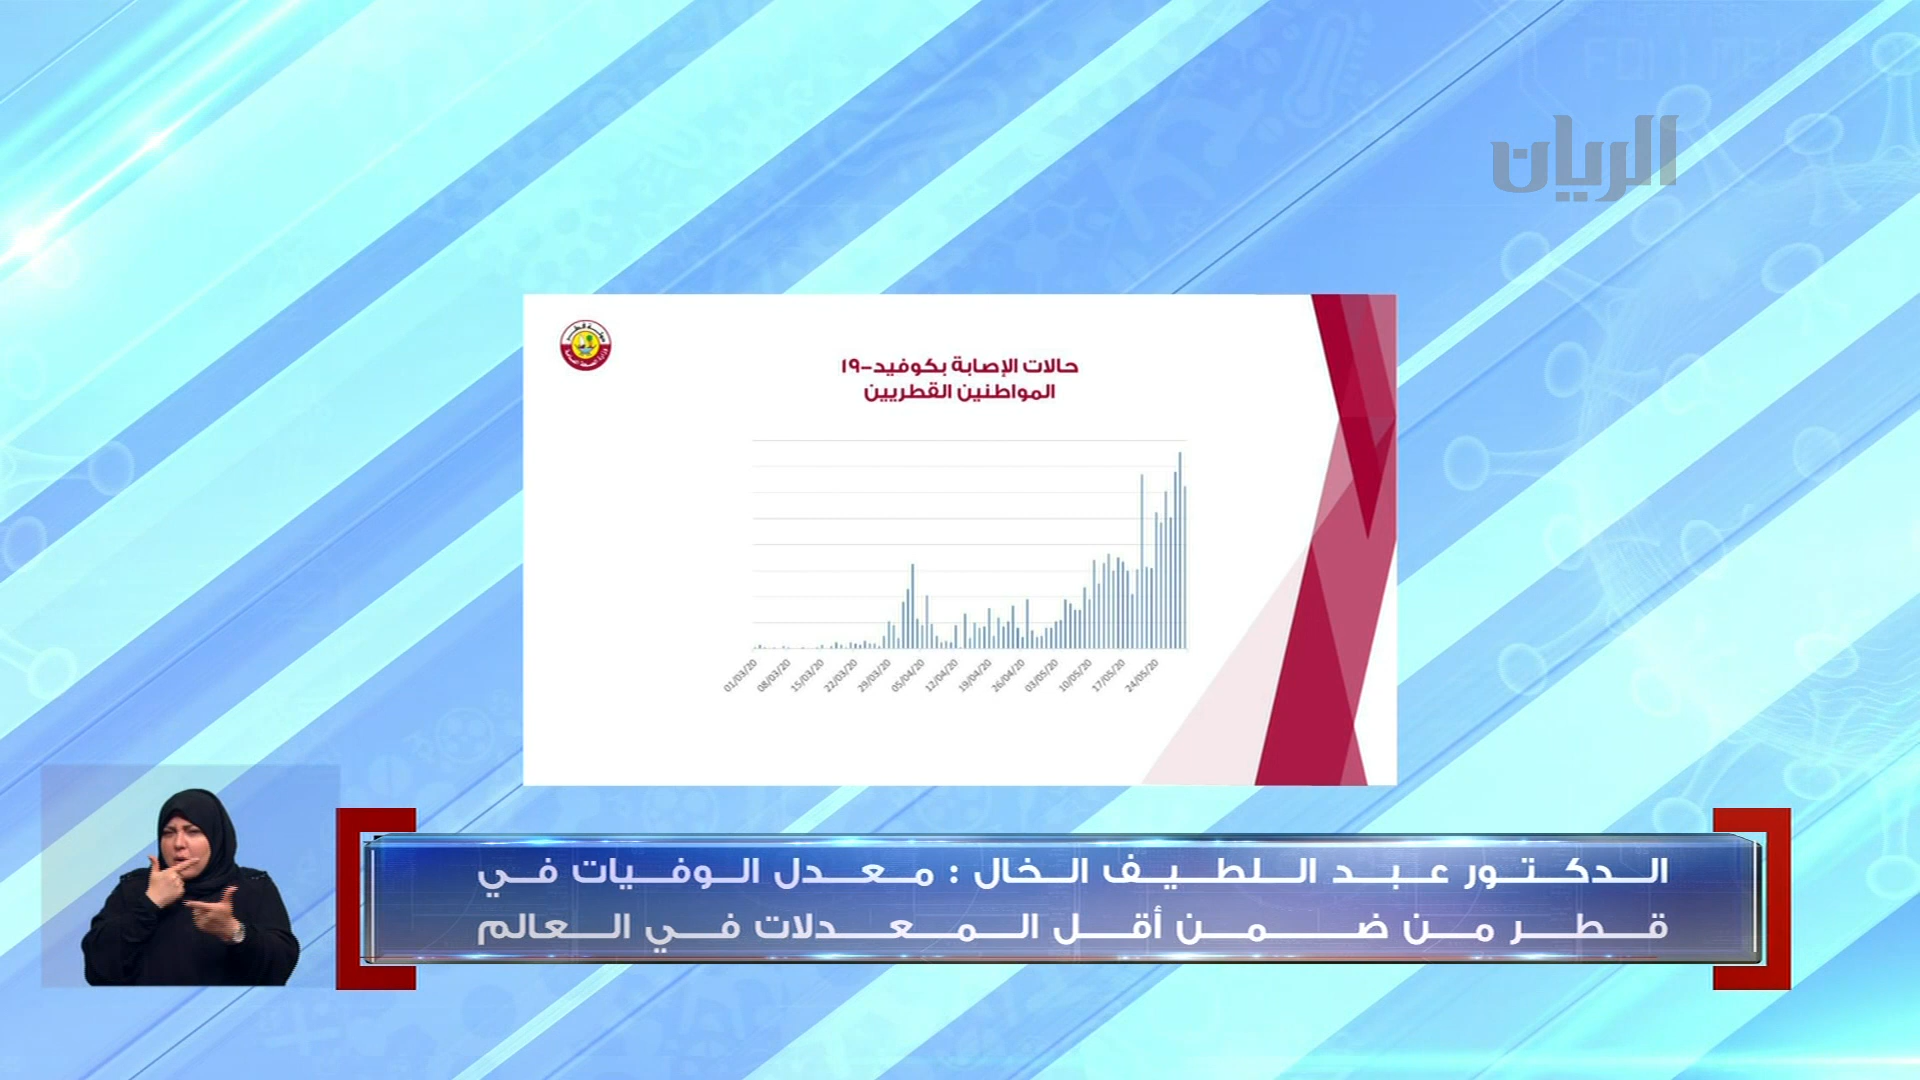 الريان
حالات الإصابة بكوفيد-١٩
المواطنين القطريين
01/03/20
08/03/20
15/03/20
22/03/20
29/03/20
05/04/20
12/04/20
19/04/20
26/04/20
03/05/20
10/05/20
17/05/20
24/05/20
الدكتور عبد اللطيف الخال : معدل الوفيات في
قطر من ضمن أقل المعدلات في العالم